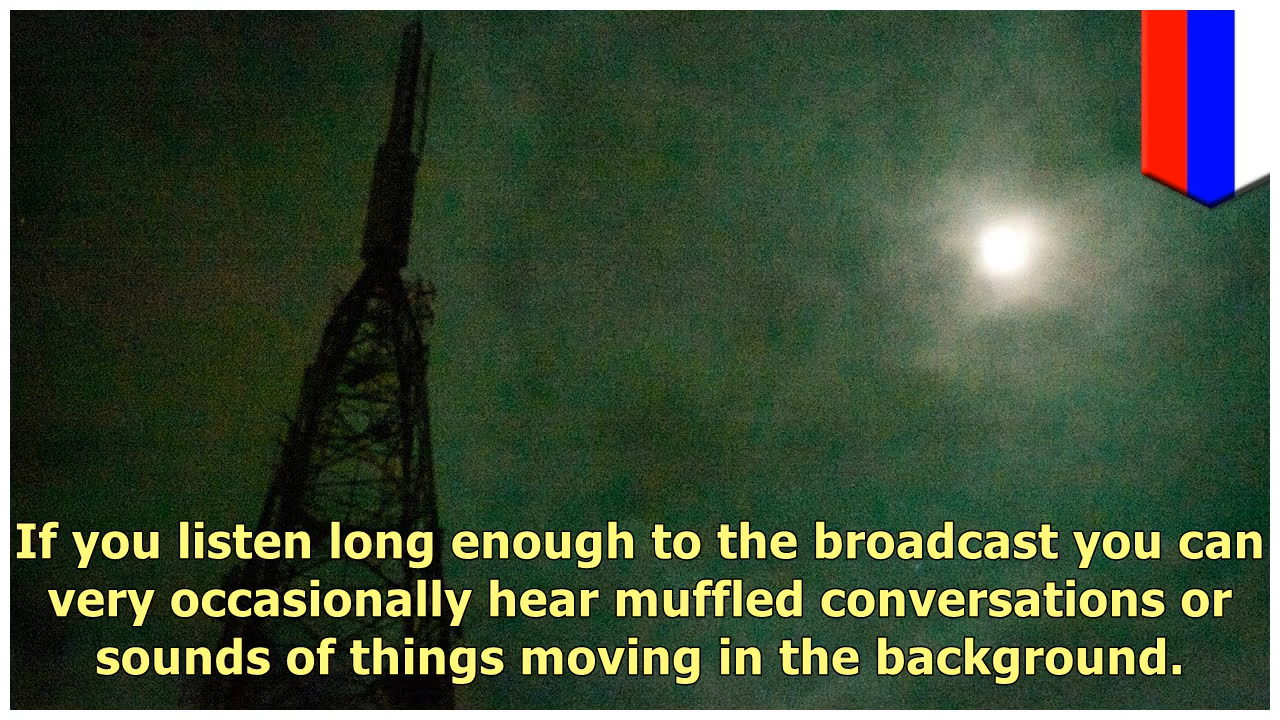 If you listen long enough to the broadcast you can
very occasionally hear muffled conversations or
sounds of things moving in the background.